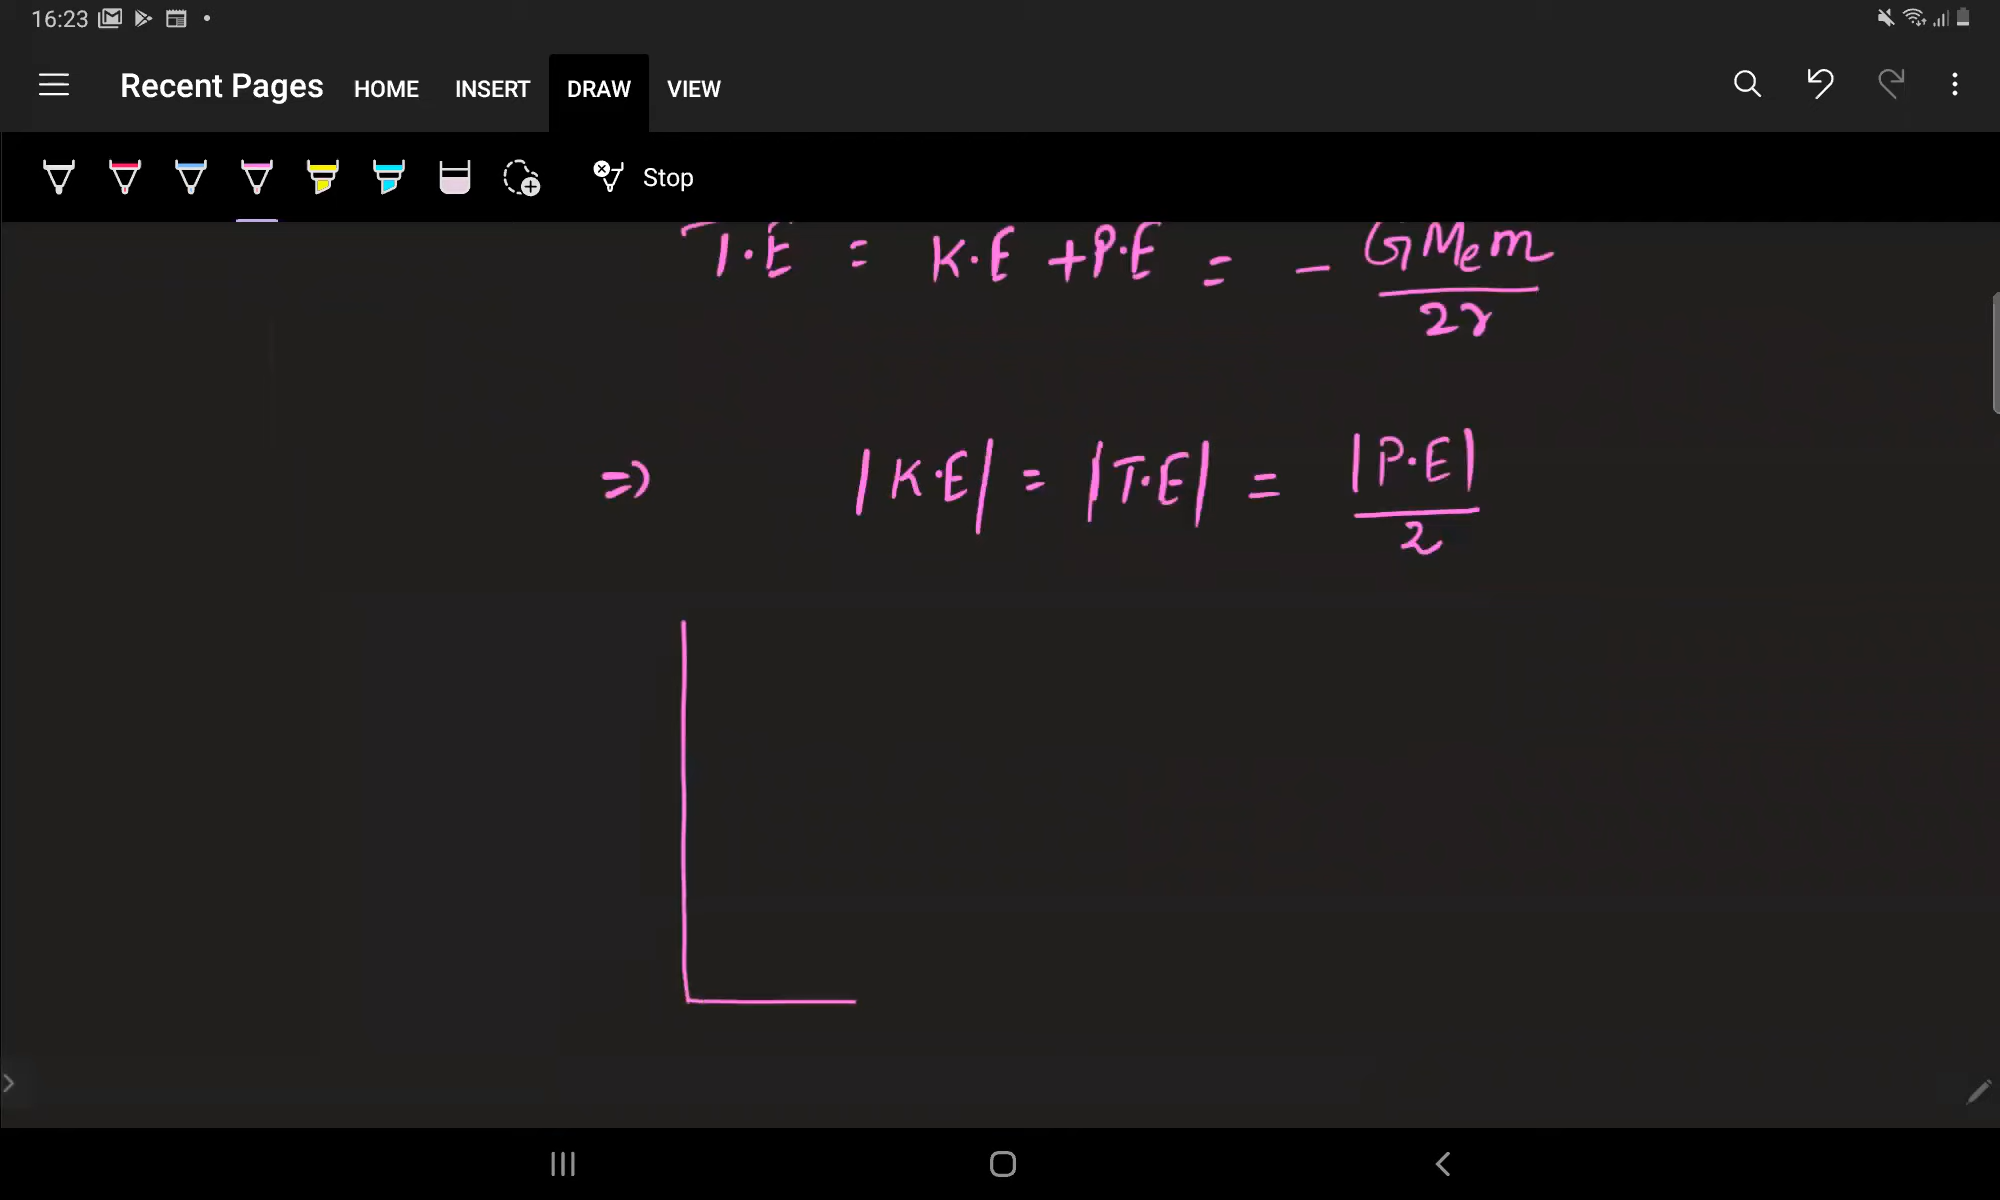 16:23
Recent Pages HOME INSERT DRAW VIEW
Stop
T.E = K.E + P.E = - GMem/2r
=> |K.E| = |T.E| = |P.E|/2